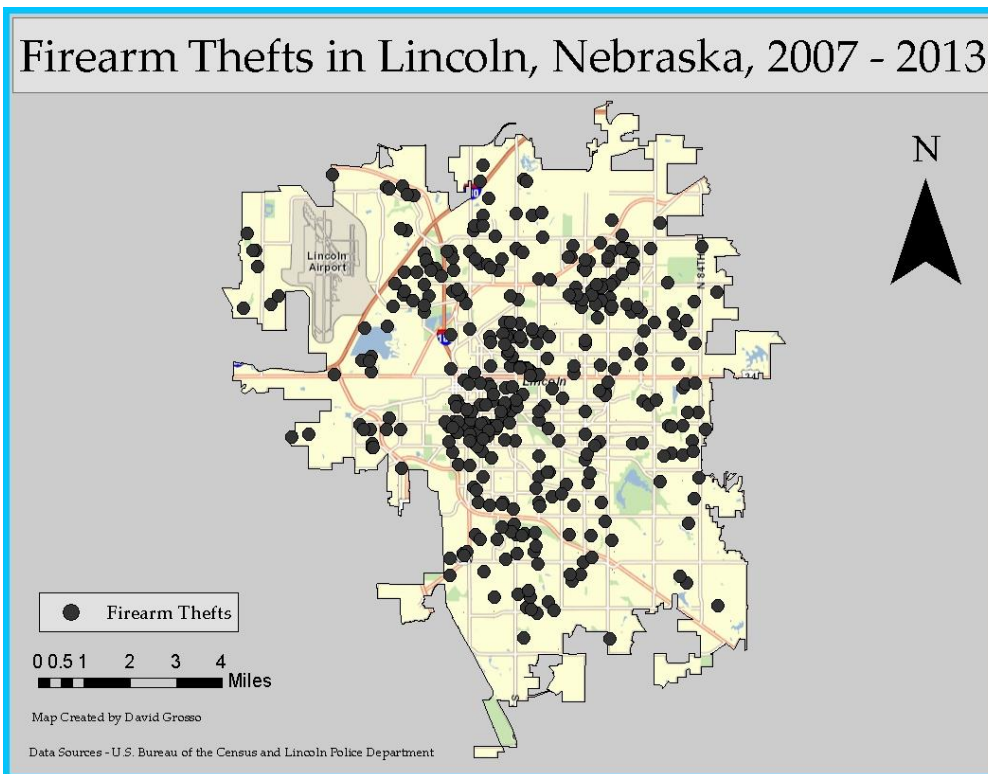 Firearm Thefts in Lincoln, Nebraska, 2007 - 2013
N
Lincoln
Airport
N 84TH
Lincoln
Firearm Thefts
0 0.5 1 2 3 4
Miles
Map Created by David Grosso
Data Sources - U.S. Bureau of the Census and Lincoln Police Department